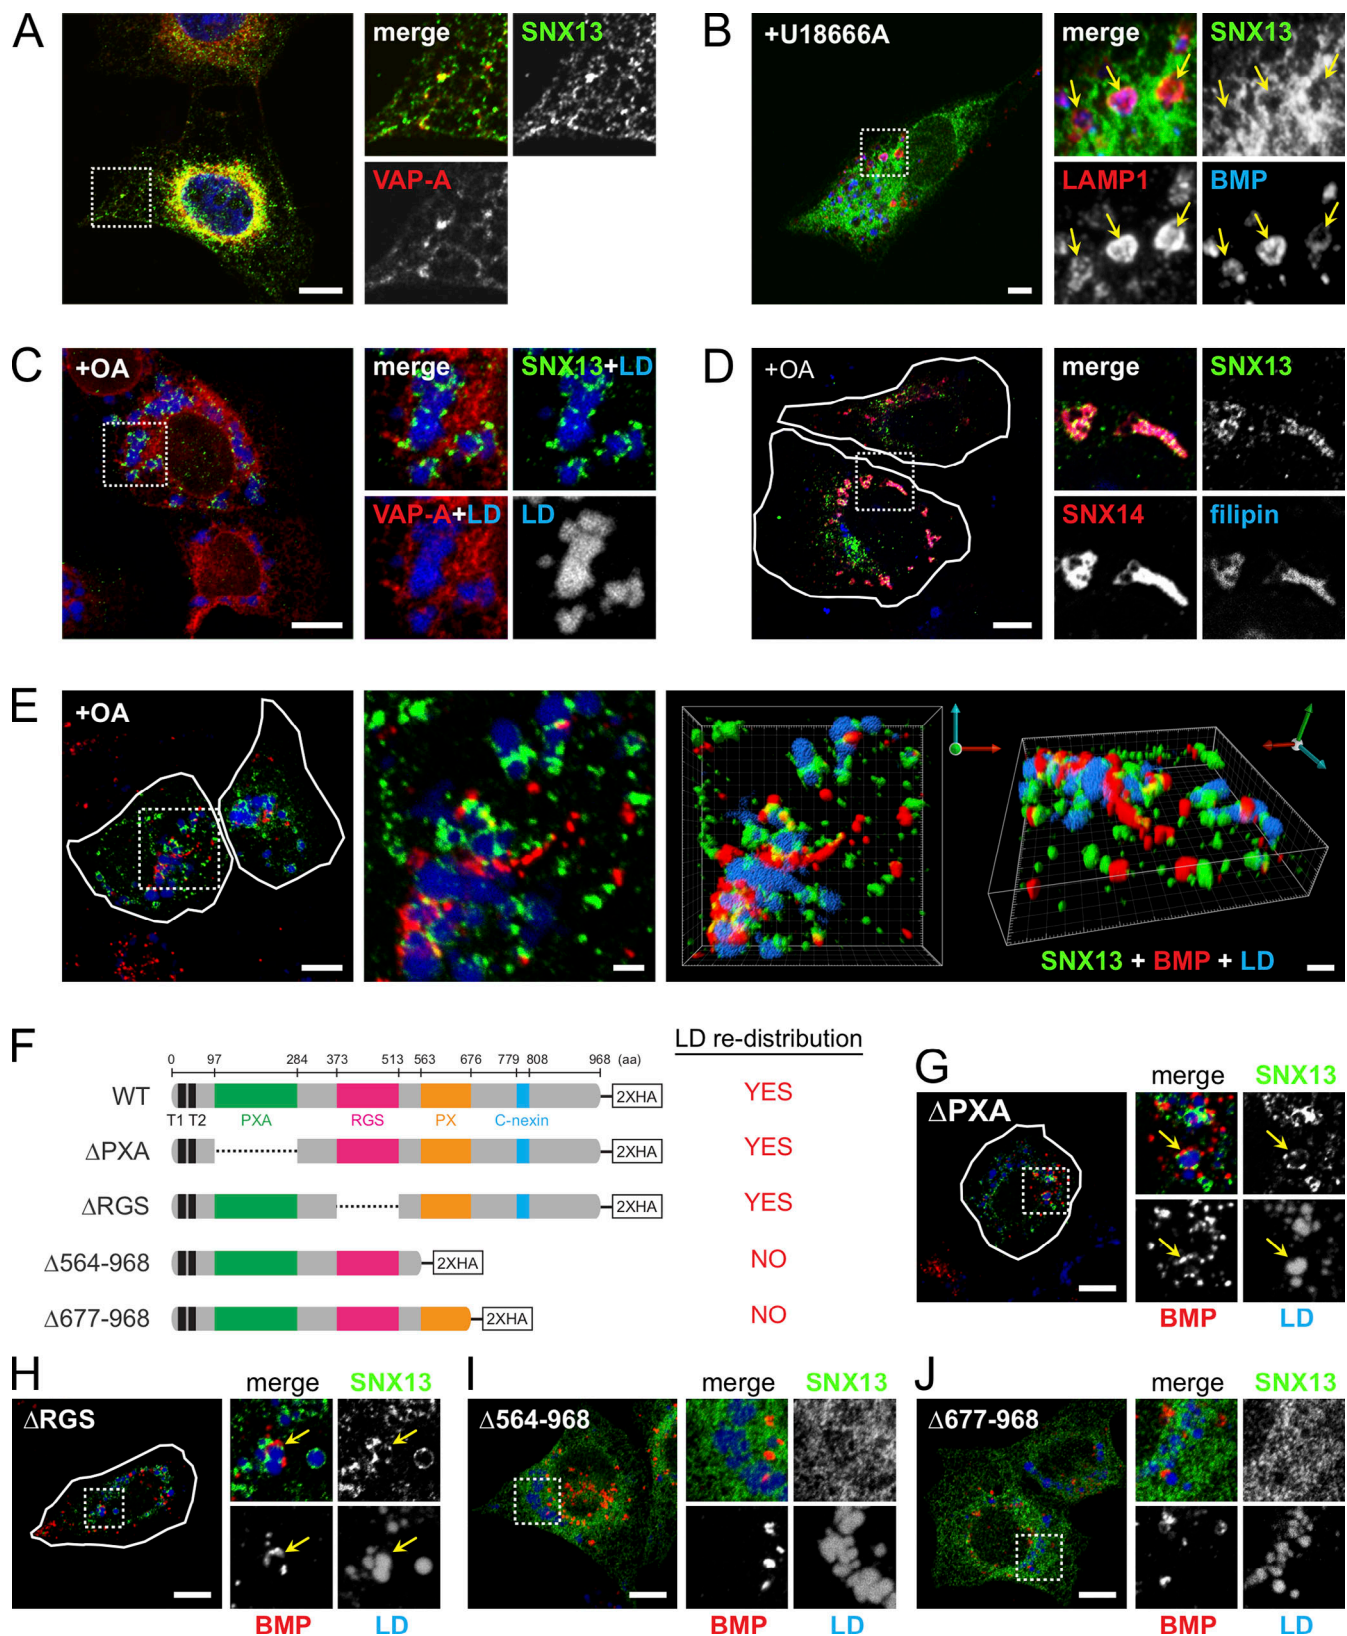 A
merge
SNX13
VAP-A
B
+U18666A
merge
SNX13
LAMP1
BMP
C
+OA
merge
SNX13+LD
VAP-A+LD
LD
D
+OA
merge
SNX13
SNX14
filipin
E
+OA
SNX13 + BMP + LD
F
LD re-distribution
0 97 284 373 513 563 676 779 808 968 (aa)
WT 2XHA YES
T1 T2 PXA RGS PX C-nexin
ΔPXA 2XHA YES
ΔRGS 2XHA YES
Δ564-968 2XHA NO
Δ677-968 2XHA NO
G
merge
SNX13
ΔPXA
BMP
LD
H
merge
SNX13
ΔRGS
BMP
LD
I
merge
SNX13
Δ564-968
BMP
LD
J
merge
SNX13
Δ677-968
BMP
LD